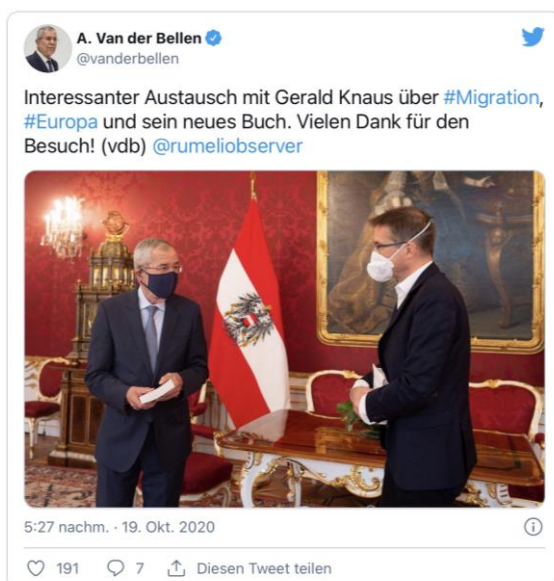 A. Van der Bellen
@vanderbellen
Interessanter Austausch mit Gerald Knaus über #Migration,
#Europa und sein neues Buch. Vielen Dank für den
Besuch! (vdb) @rumeliobserver
5:27 nachm. · 19. Okt. 2020
191 7 Diesen Tweet teilen